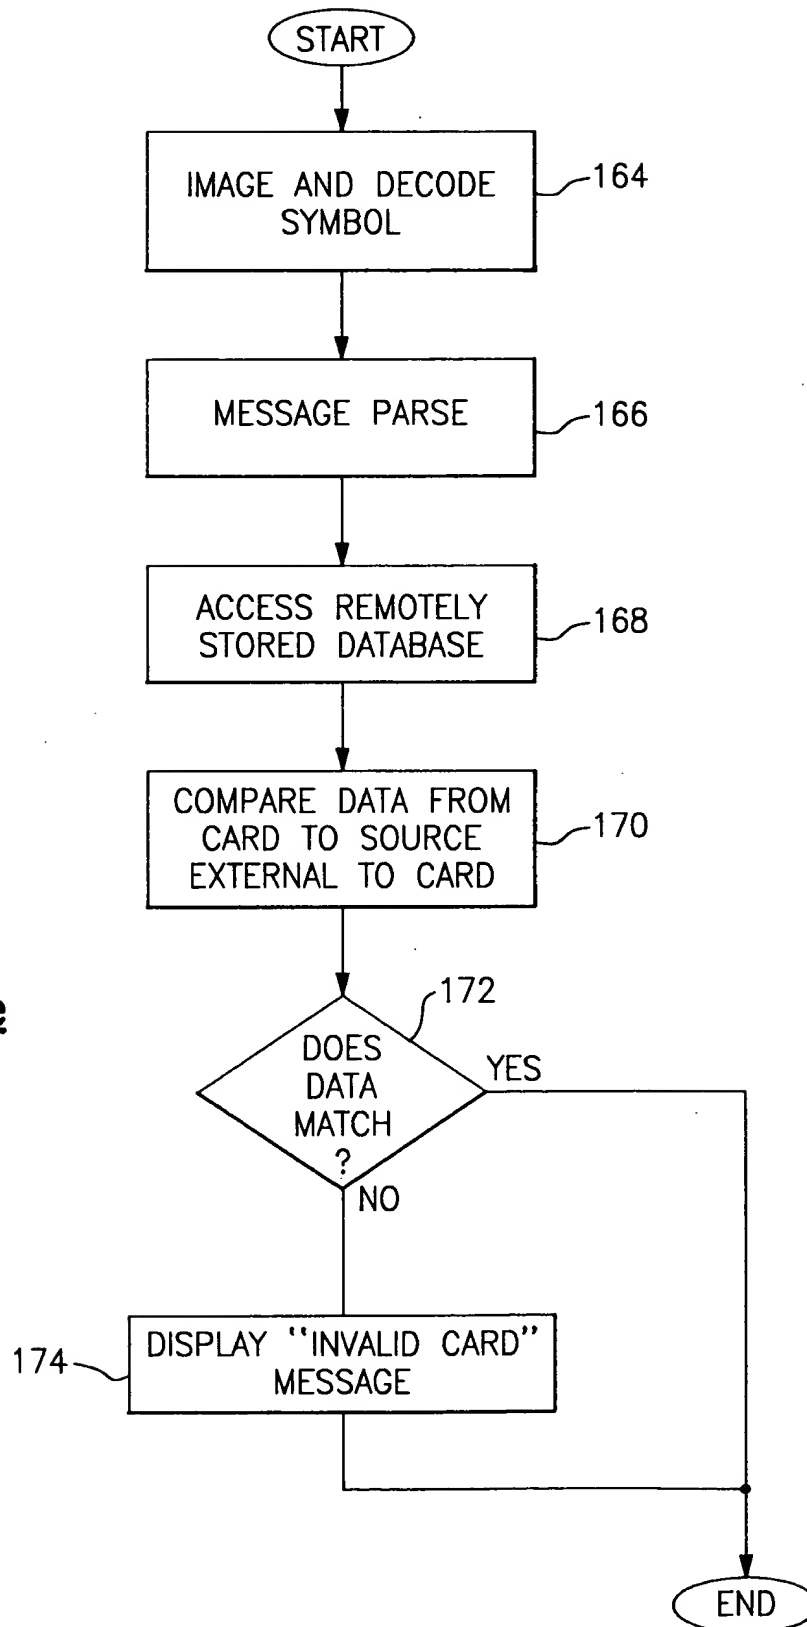 START
IMAGE AND DECODE
SYMBOL
164
MESSAGE PARSE
166
ACCESS REMOTELY
STORED DATABASE
168
COMPARE DATA FROM
CARD TO SOURCE
EXTERNAL TO CARD
170
172
DOES
DATA
MATCH
?
YES
NO
174
DISPLAY "INVALID CARD"
MESSAGE
END